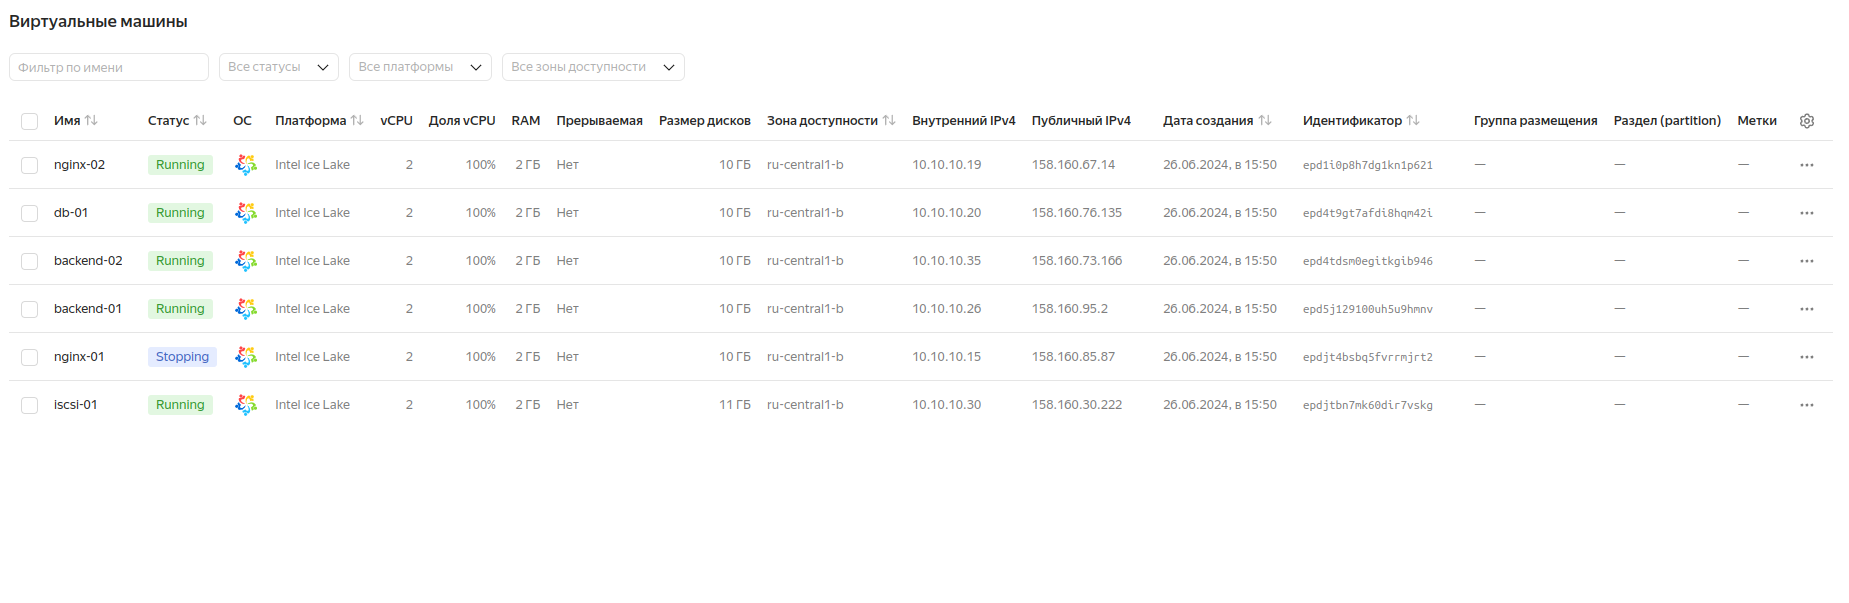 Виртуальные машины
Фильтр по имени Все статусы Все платформы Все зоны доступности
Имя Статус ОС Платформа vCPU Доля vCPU RAM Прерываемая Размер дисков Зона доступности Внутренний IPv4 Публичный IPv4 Дата создания Идентификатор Группа размещения Раздел (partition) Метки
nginx-02 Running Intel Ice Lake 2 100% 2 ГБ Нет 10 ГБ ru-central1-b 10.10.10.19 158.160.67.14 26.06.2024, в 15:50 epd1i0p8h7dg1kn1p621 — — —
db-01 Running Intel Ice Lake 2 100% 2 ГБ Нет 10 ГБ ru-central1-b 10.10.10.20 158.160.76.135 26.06.2024, в 15:50 epd4t9gt7afdi8hqm42i — — —
backend-02 Running Intel Ice Lake 2 100% 2 ГБ Нет 10 ГБ ru-central1-b 10.10.10.35 158.160.73.166 26.06.2024, в 15:50 epd4tdsm0egitkgib946 — — —
backend-01 Running Intel Ice Lake 2 100% 2 ГБ Нет 10 ГБ ru-central1-b 10.10.10.26 158.160.95.2 26.06.2024, в 15:50 epd5j129100uh5u9hmnv — — —
nginx-01 Stopping Intel Ice Lake 2 100% 2 ГБ Нет 10 ГБ ru-central1-b 10.10.10.15 158.160.85.87 26.06.2024, в 15:50 epdjt4bsbq5fvrrmjrt2 — — —
iscsi-01 Running Intel Ice Lake 2 100% 2 ГБ Нет 11 ГБ ru-central1-b 10.10.10.30 158.160.30.222 26.06.2024, в 15:50 epdjtbn7mk60dir7vskg — — —